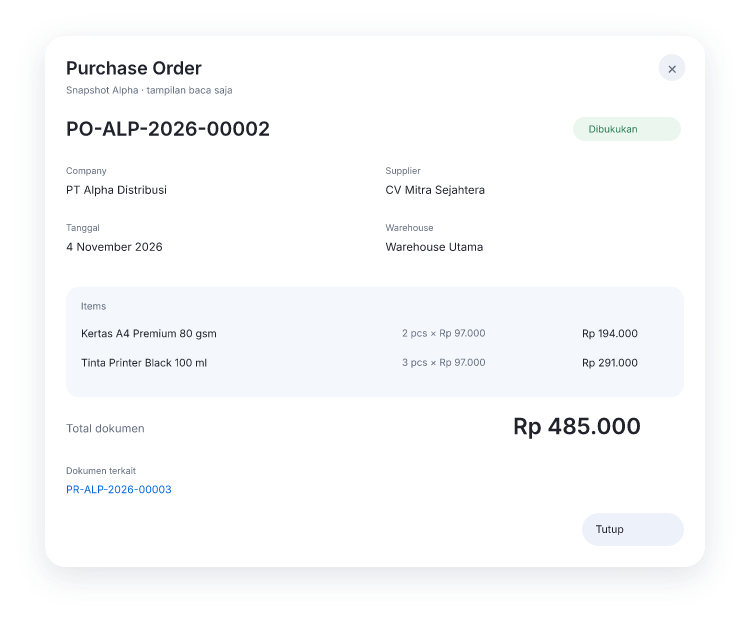 Purchase Order
×
Snapshot Alpha · tampilan baca saja
PO-ALP-2026-00002
Dibukukan
Company
Supplier
PT Alpha Distribusi
CV Mitra Sejahtera
Tanggal
Warehouse
4 November 2026
Warehouse Utama
Items
Kertas A4 Premium 80 gsm 2 pcs × Rp 97.000 Rp 194.000
Tinta Printer Black 100 ml 3 pcs × Rp 97.000 Rp 291.000
Total dokumen Rp 485.000
Dokumen terkait
PR-ALP-2026-00003
Tutup